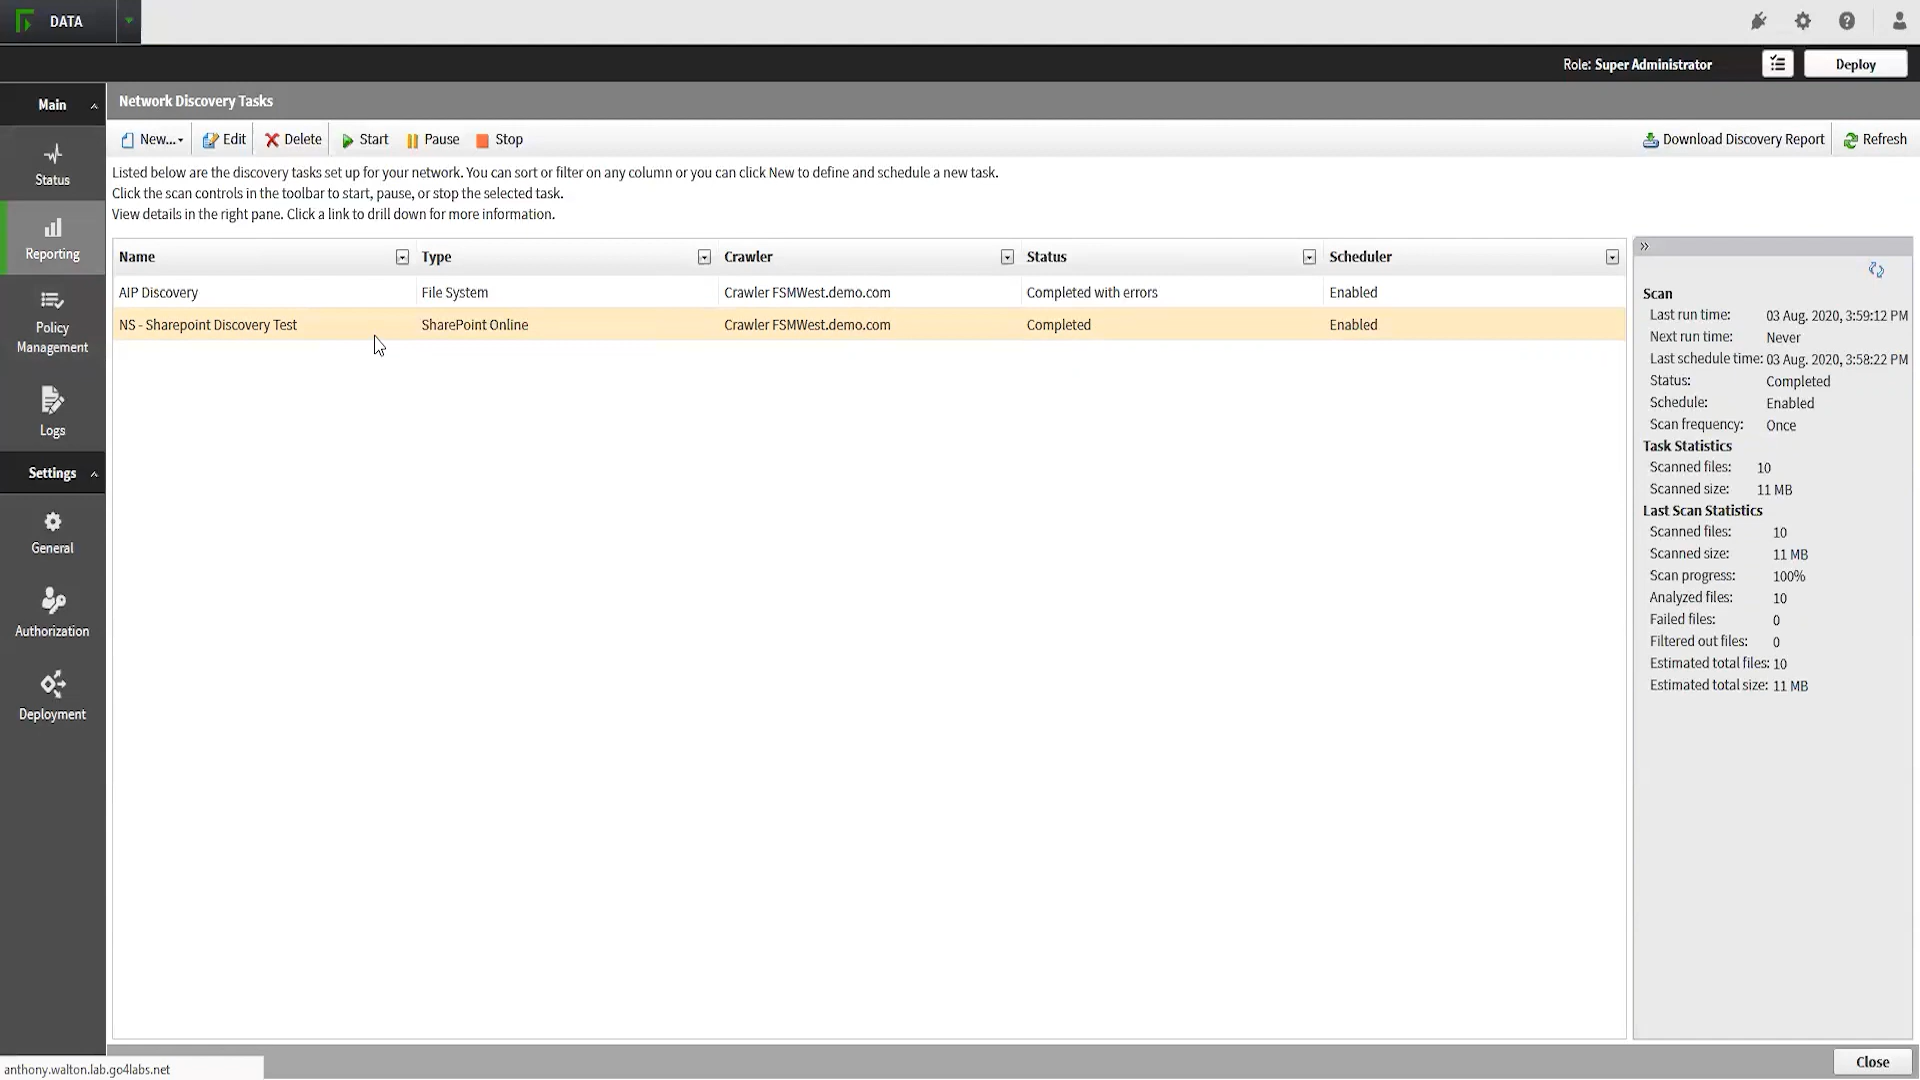 DATA
Role: Super Administrator
Deploy
Main
Network Discovery Tasks
New...
Edit
Delete
Start
Pause
Stop
Download Discovery Report
Refresh
Status
Listed below are the discovery tasks set up for your network. You can sort or filter on any column or you can click New to define and schedule a new task.
Click the scan controls in the toolbar to start, pause, or stop the selected task.
View details in the right pane. Click a link to drill down for more information.
Reporting
Policy
Management
Logs
Settings
General
Authorization
Deployment
Name Type Crawler Status Scheduler
AIP Discovery File System Crawler FSMWest.demo.com Completed with errors Enabled
NS - Sharepoint Discovery Test SharePoint Online Crawler FSMWest.demo.com Completed Enabled
Scan
Last run time: 03 Aug. 2020, 3:59:12 PM
Next run time: Never
Last schedule time: 03 Aug. 2020, 3:58:22 PM
Status: Completed
Schedule: Enabled
Scan frequency: Once
Task Statistics
Scanned files: 10
Scanned size: 11 MB
Last Scan Statistics
Scanned files: 10
Scanned size: 11 MB
Scan progress: 100%
Analyzed files: 10
Failed files: 0
Filtered out files: 0
Estimated total files: 10
Estimated total size: 11 MB
anthony.walton.lab.go4labs.net
Close